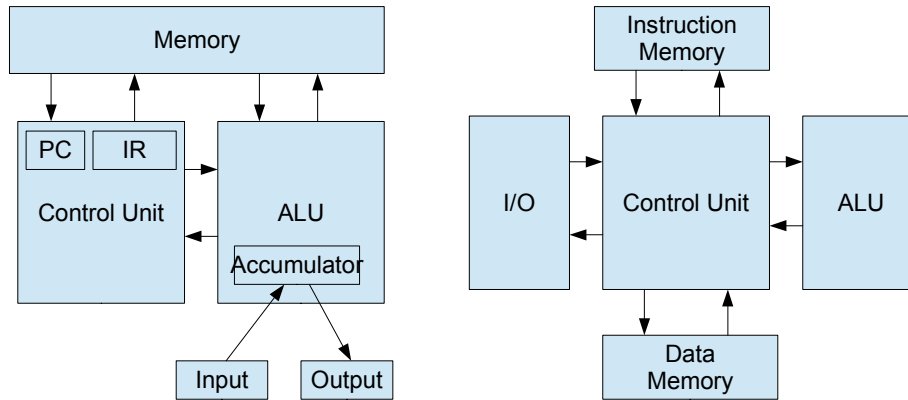 Memory
PC
IR
Control Unit
ALU
Accumulator
Input
Output
Instruction
Memory
I/O
Control Unit
ALU
Data
Memory